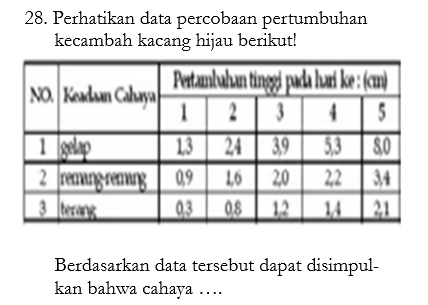 28. Perhatikan data percobaan pertumbuhan
kecambah kacang hijau berikut!
NO. Keadaan Cahaya Pertambahan tinggi pada hari ke : (cm)
1 2 3 4 5
1 gelap 1,3 2,4 3,9 5,3 8,0
2 remang-remang 0,9 1,6 2,0 2,2 3,4
3 terang 0,3 0,8 1,2 1,4 2,1
Berdasarkan data tersebut dapat disimpul-
kan bahwa cahaya ....